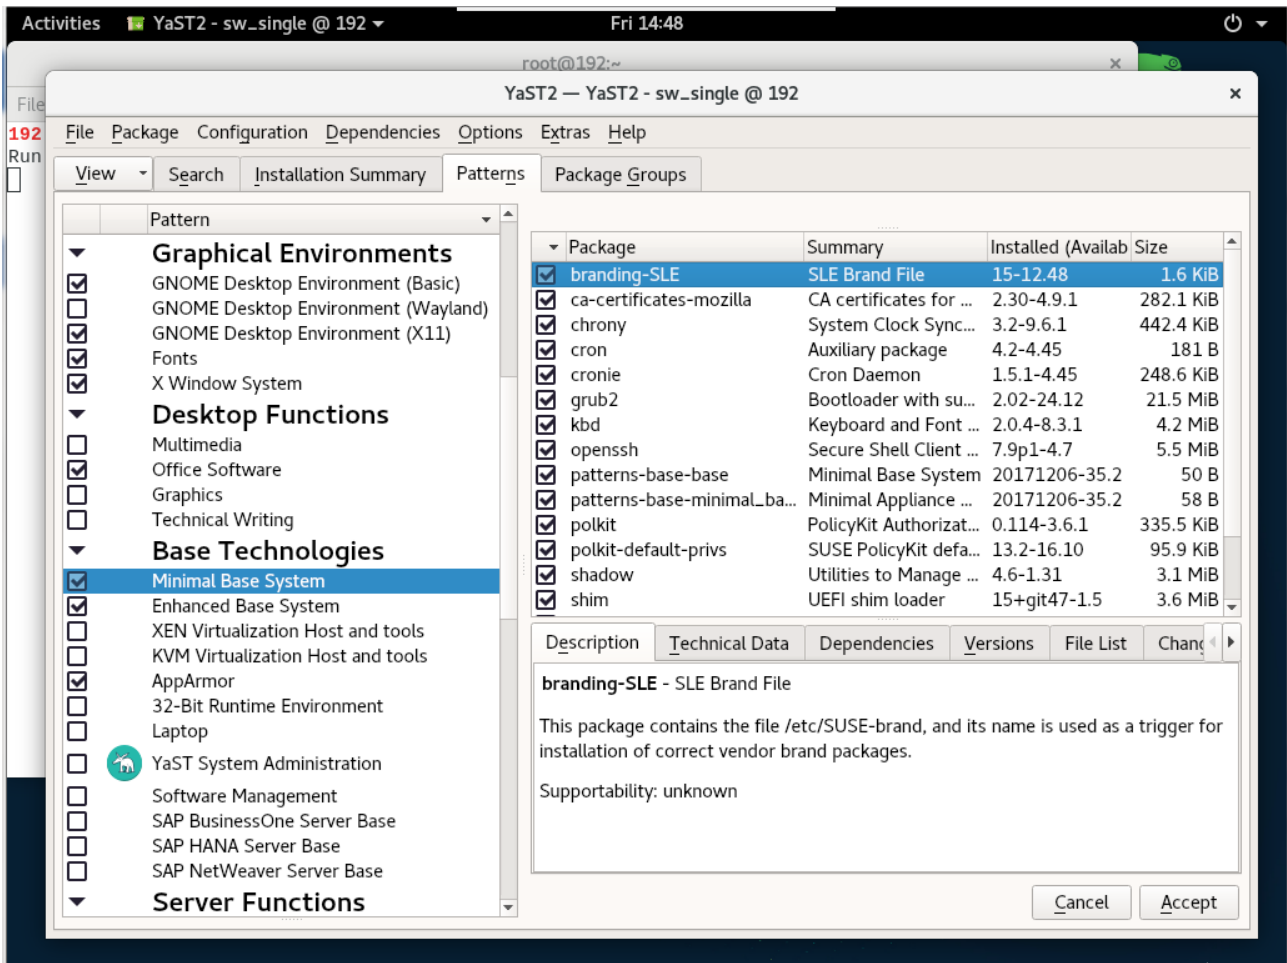 Activities YaST2 - sw_single @ 192 Fri 14:48
root@192:~
YaST2 — YaST2 - sw_single @ 192
File
File Package Configuration Dependencies Options Extras Help
192
Run
View Search Installation Summary Patterns Package Groups
Pattern
Graphical Environments
GNOME Desktop Environment (Basic)
GNOME Desktop Environment (Wayland)
GNOME Desktop Environment (X11)
Fonts
X Window System
Desktop Functions
Multimedia
Office Software
Graphics
Technical Writing
Base Technologies
Minimal Base System
Enhanced Base System
XEN Virtualization Host and tools
KVM Virtualization Host and tools
AppArmor
32-Bit Runtime Environment
Laptop
YaST System Administration
Software Management
SAP BusinessOne Server Base
SAP HANA Server Base
SAP NetWeaver Server Base
Server Functions
Package Summary Installed (Availab Size
branding-SLE SLE Brand File 15-12.48 1.6 KiB
ca-certificates-mozilla CA certificates for ... 2.30-4.9.1 282.1 KiB
chrony System Clock Sync... 3.2-9.6.1 442.4 KiB
cron Auxiliary package 4.2-4.45 181 B
cronie Cron Daemon 1.5.1-4.45 248.6 KiB
grub2 Bootloader with su... 2.02-24.12 21.5 MiB
kbd Keyboard and Font ... 2.0.4-8.3.1 4.2 MiB
openssh Secure Shell Client ... 7.9p1-4.7 5.5 MiB
patterns-base-base Minimal Base System 20171206-35.2 50 B
patterns-base-minimal_ba... Minimal Appliance ... 20171206-35.2 58 B
polkit PolicyKit Authorizat... 0.114-3.6.1 335.5 KiB
polkit-default-privs SUSE PolicyKit defa... 13.2-16.10 95.9 KiB
shadow Utilities to Manage ... 4.6-1.31 3.1 MiB
shim UEFI shim loader 15+git47-1.5 3.6 MiB
Description Technical Data Dependencies Versions File List Chang
branding-SLE - SLE Brand File
This package contains the file /etc/SUSE-brand, and its name is used as a trigger for
installation of correct vendor brand packages.
Supportability: unknown
Cancel Accept